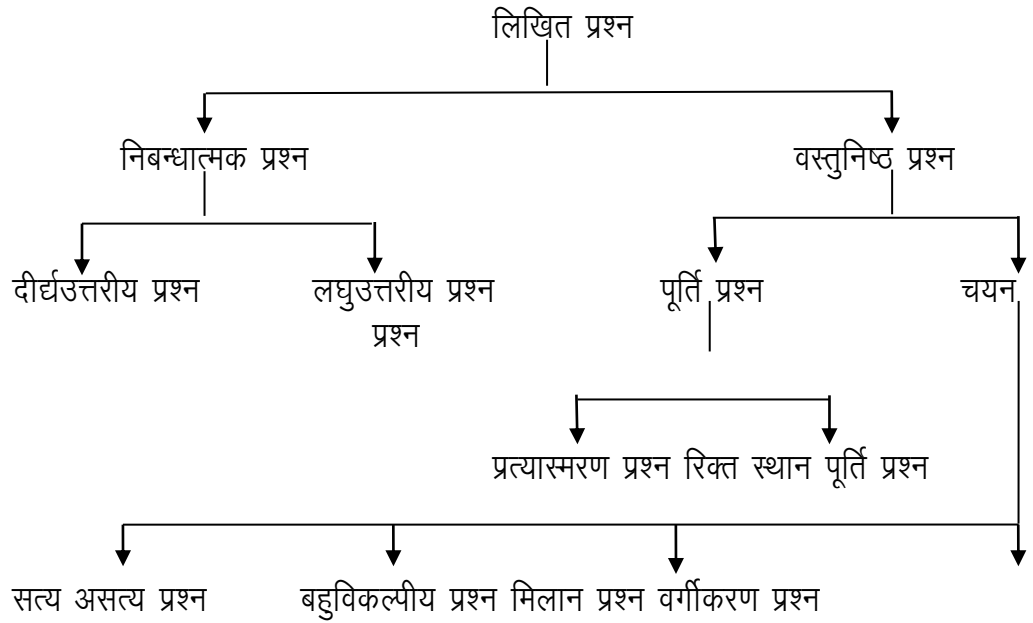 लिखित प्रश्न
निबन्धात्मक प्रश्न वस्तुनिष्ठ प्रश्न
दीर्द्यउत्तरीय प्रश्न लघुउत्तरीय प्रश्न पूर्ति प्रश्न चयन
प्रश्न
प्रत्यास्मरण प्रश्न रिक्त स्थान पूर्ति प्रश्न
सत्य असत्य प्रश्न बहुविकल्पीय प्रश्न मिलान प्रश्न वर्गीकरण प्रश्न